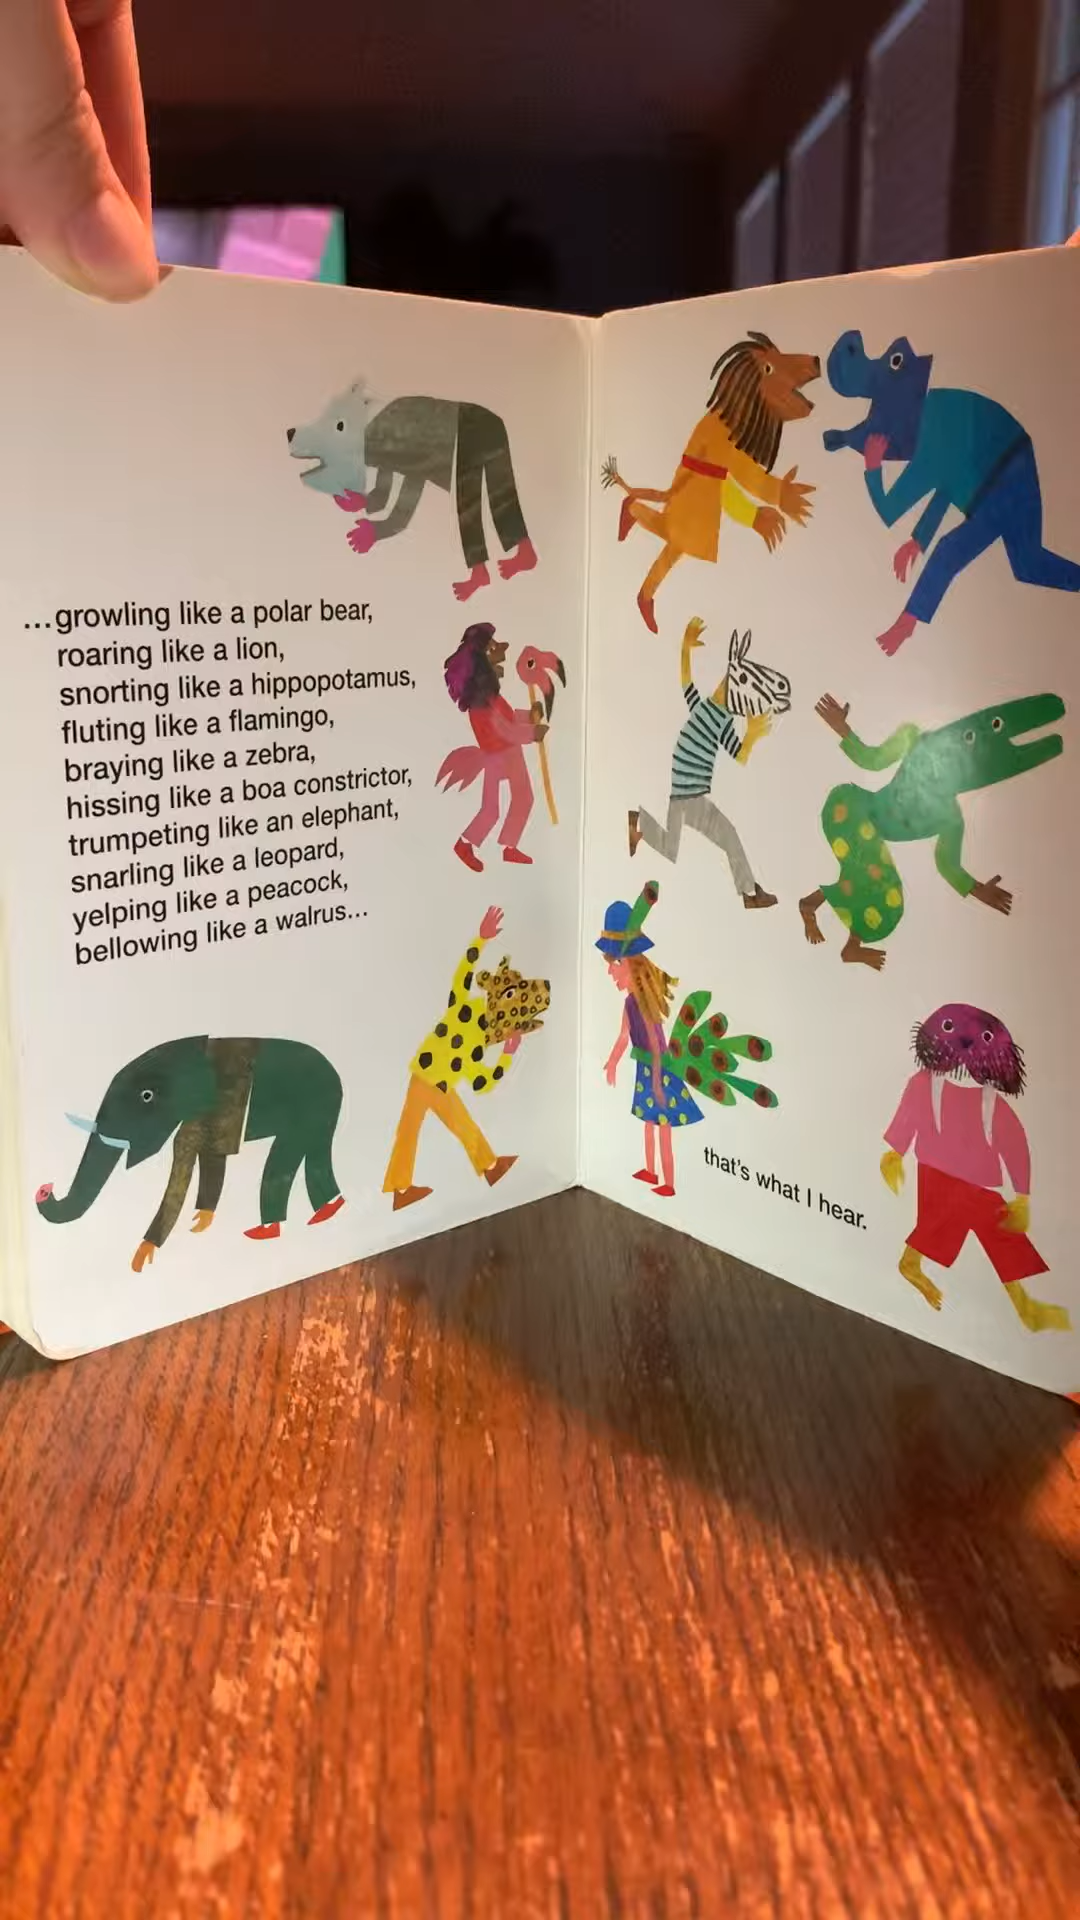 ...growling like a polar bear,
roaring like a lion,
snorting like a hippopotamus,
fluting like a flamingo,
braying like a zebra,
hissing like a boa constrictor,
trumpeting like an elephant,
snarling like a leopard,
yelping like a peacock,
bellowing like a walrus...
that's what I hear.